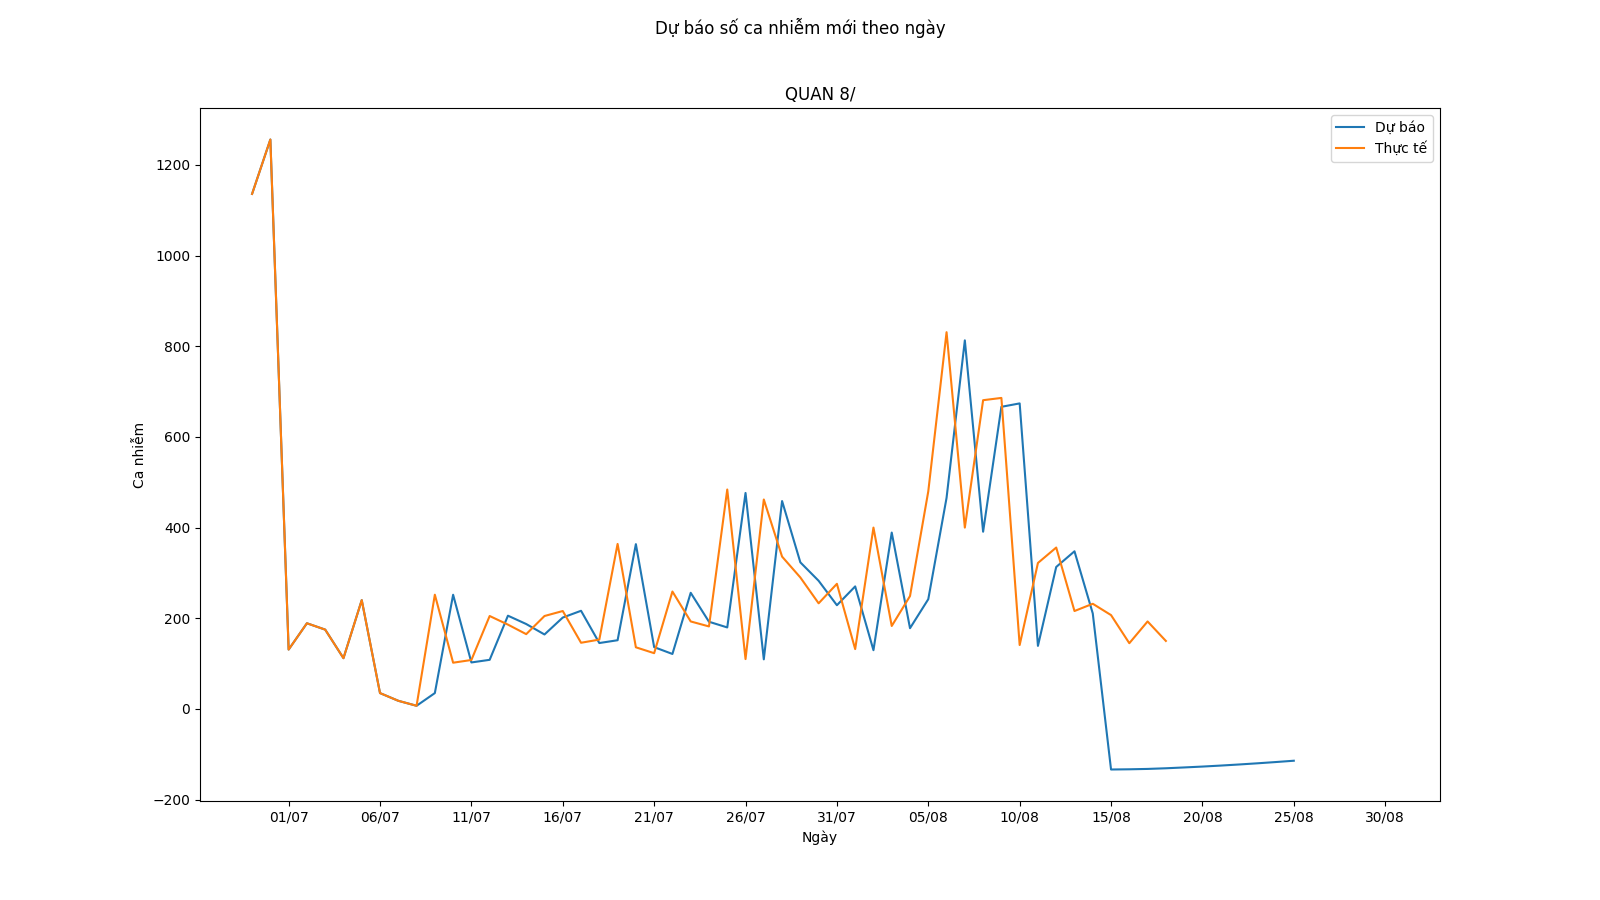 Dự báo số ca nhiễm mới theo ngày
QUAN 8/
Dự báo
Thực tế
1200
1000
800
600
400
200
0
−200
Ca nhiễm
01/07 06/07 11/07 16/07 21/07 26/07 31/07 05/08 10/08 15/08 20/08 25/08 30/08
Ngày